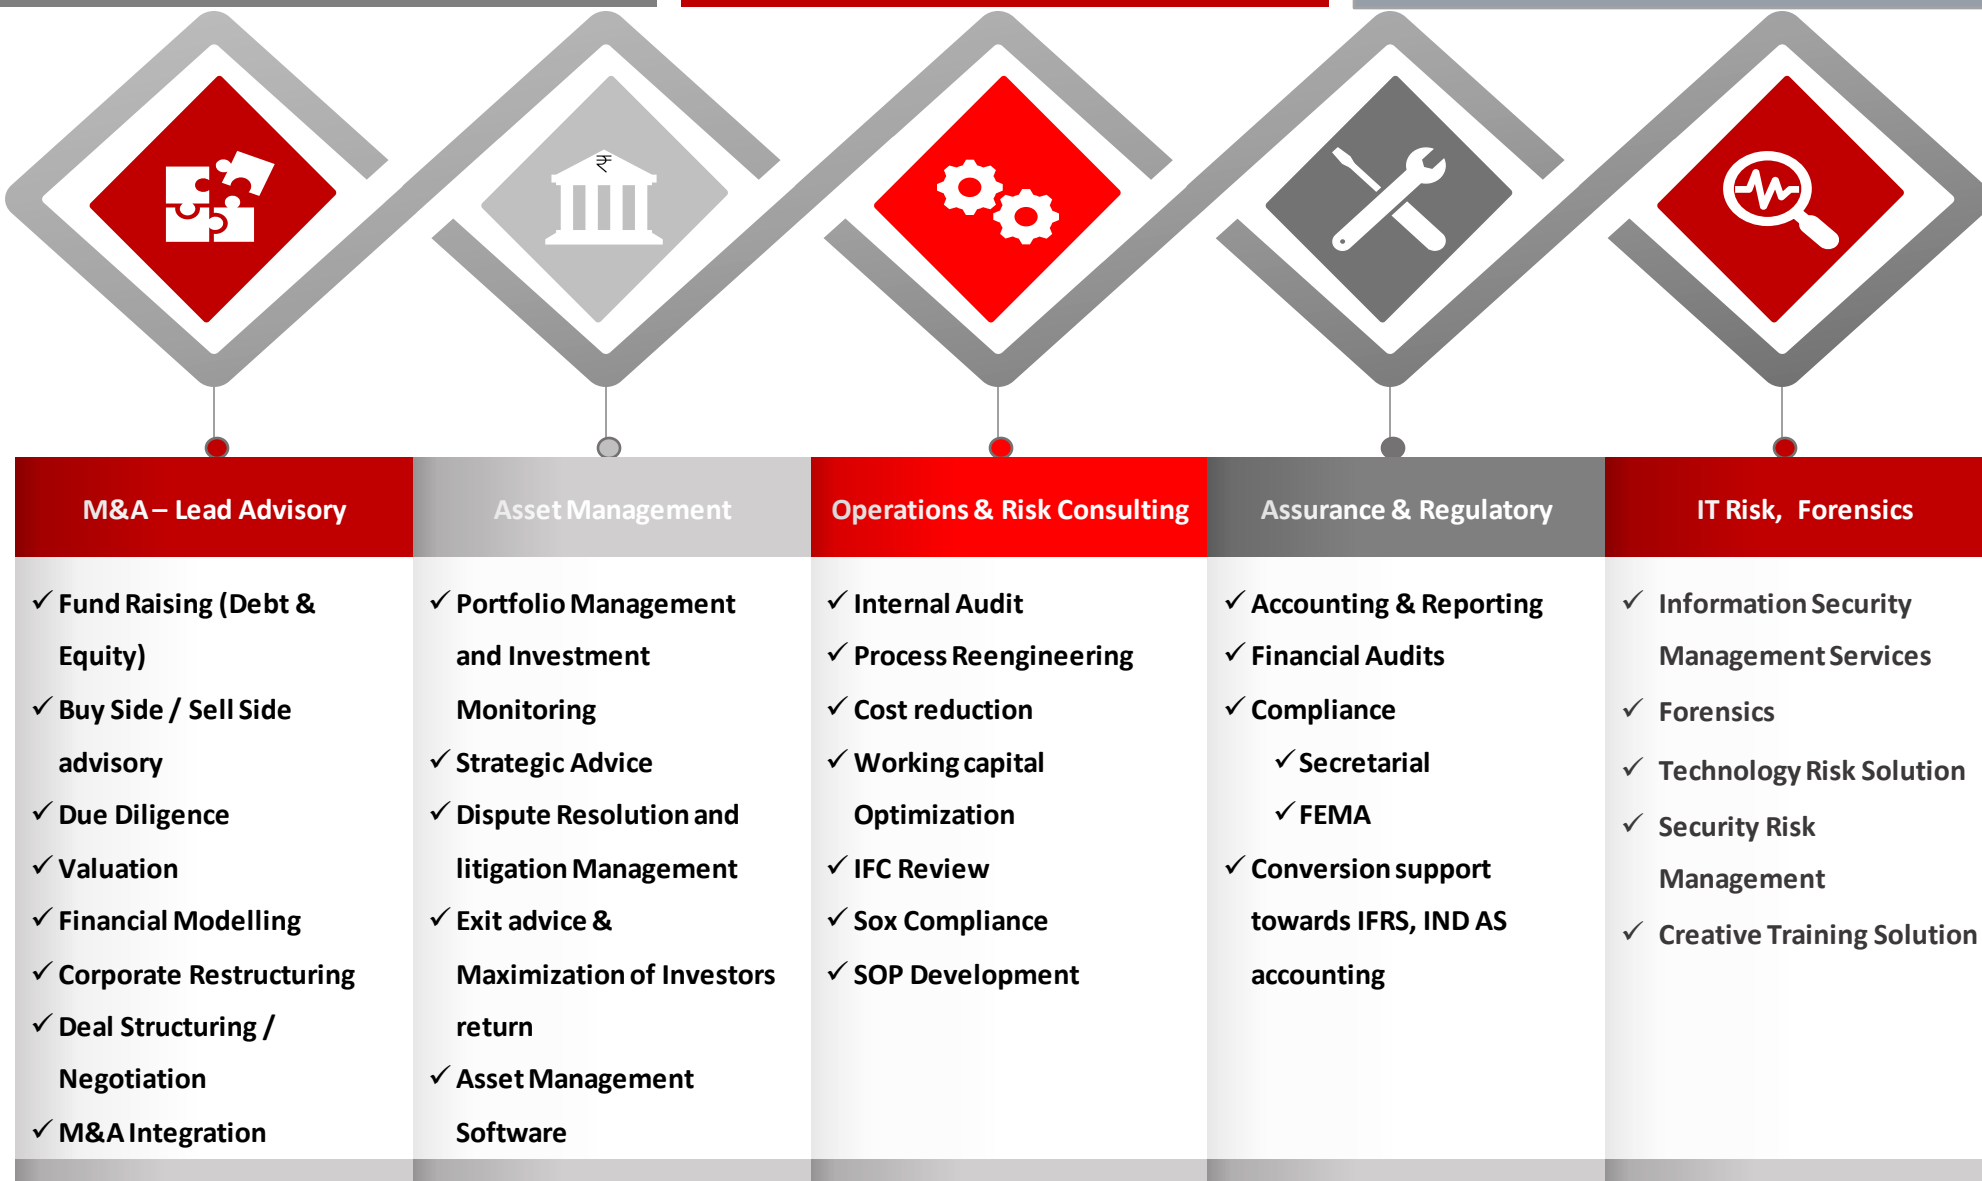 ₹
M&A – Lead Advisory
✓ Fund Raising (Debt &
Equity)
✓ Buy Side / Sell Side
advisory
✓ Due Diligence
✓ Valuation
✓ Financial Modelling
✓ Corporate Restructuring
✓ Deal Structuring /
Negotiation
✓ M&A Integration
Asset Management
✓ Portfolio Management
and Investment
Monitoring
✓ Strategic Advice
✓ Dispute Resolution and
litigation Management
✓ Exit advice &
Maximization of Investors
return
✓ Asset Management
Software
Operations & Risk Consulting
✓ Internal Audit
✓ Process Reengineering
✓ Cost reduction
✓ Working capital
Optimization
✓ IFC Review
✓ Sox Compliance
✓ SOP Development
Assurance & Regulatory
✓ Accounting & Reporting
✓ Financial Audits
✓ Compliance
✓ Secretarial
✓ FEMA
✓ Conversion support
towards IFRS, IND AS
accounting
IT Risk, Forensics
✓ Information Security
Management Services
✓ Forensics
✓ Technology Risk Solution
✓ Security Risk
Management
✓ Creative Training Solution